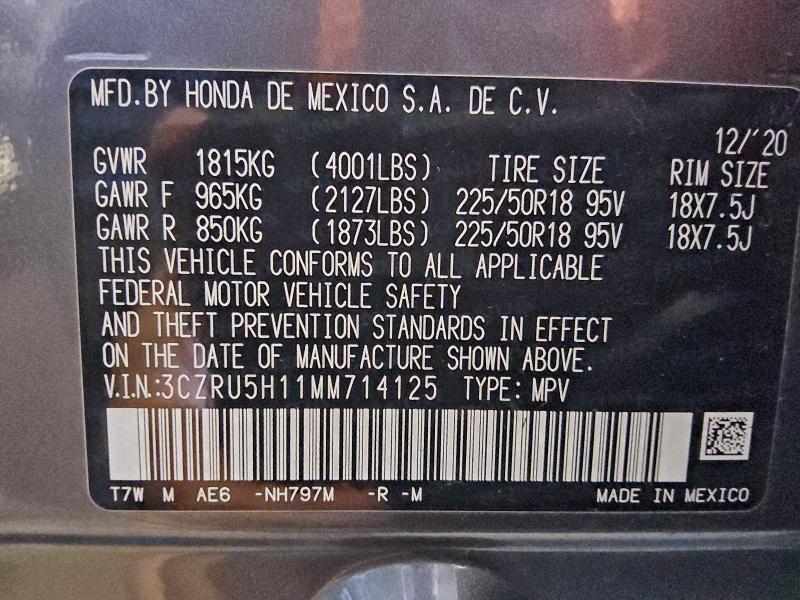 MFD.BY HONDA DE MEXICO S.A. DE C.V.
12/'20
GVWR 1815KG (4001LBS) TIRE SIZE RIM SIZE
GAWR F 965KG (2127LBS) 225/50R18 95V 18X7.5J
GAWR R 850KG (1873LBS) 225/50R18 95V 18X7.5J
THIS VEHICLE CONFORMS TO ALL APPLICABLE
FEDERAL MOTOR VEHICLE SAFETY
AND THEFT PREVENTION STANDARDS IN EFFECT
ON THE DATE OF MANUFACTURE SHOWN ABOVE.
V.I.N.:3CZRU5H11MM714125 TYPE: MPV
T7W M AE6 -NH797M -R -M MADE IN MEXICO